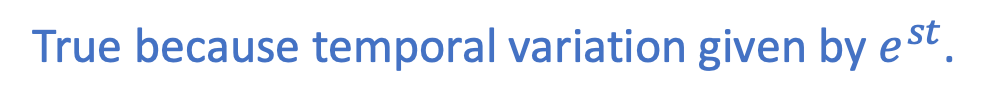 True because temporal variation given by $e^{st}$.